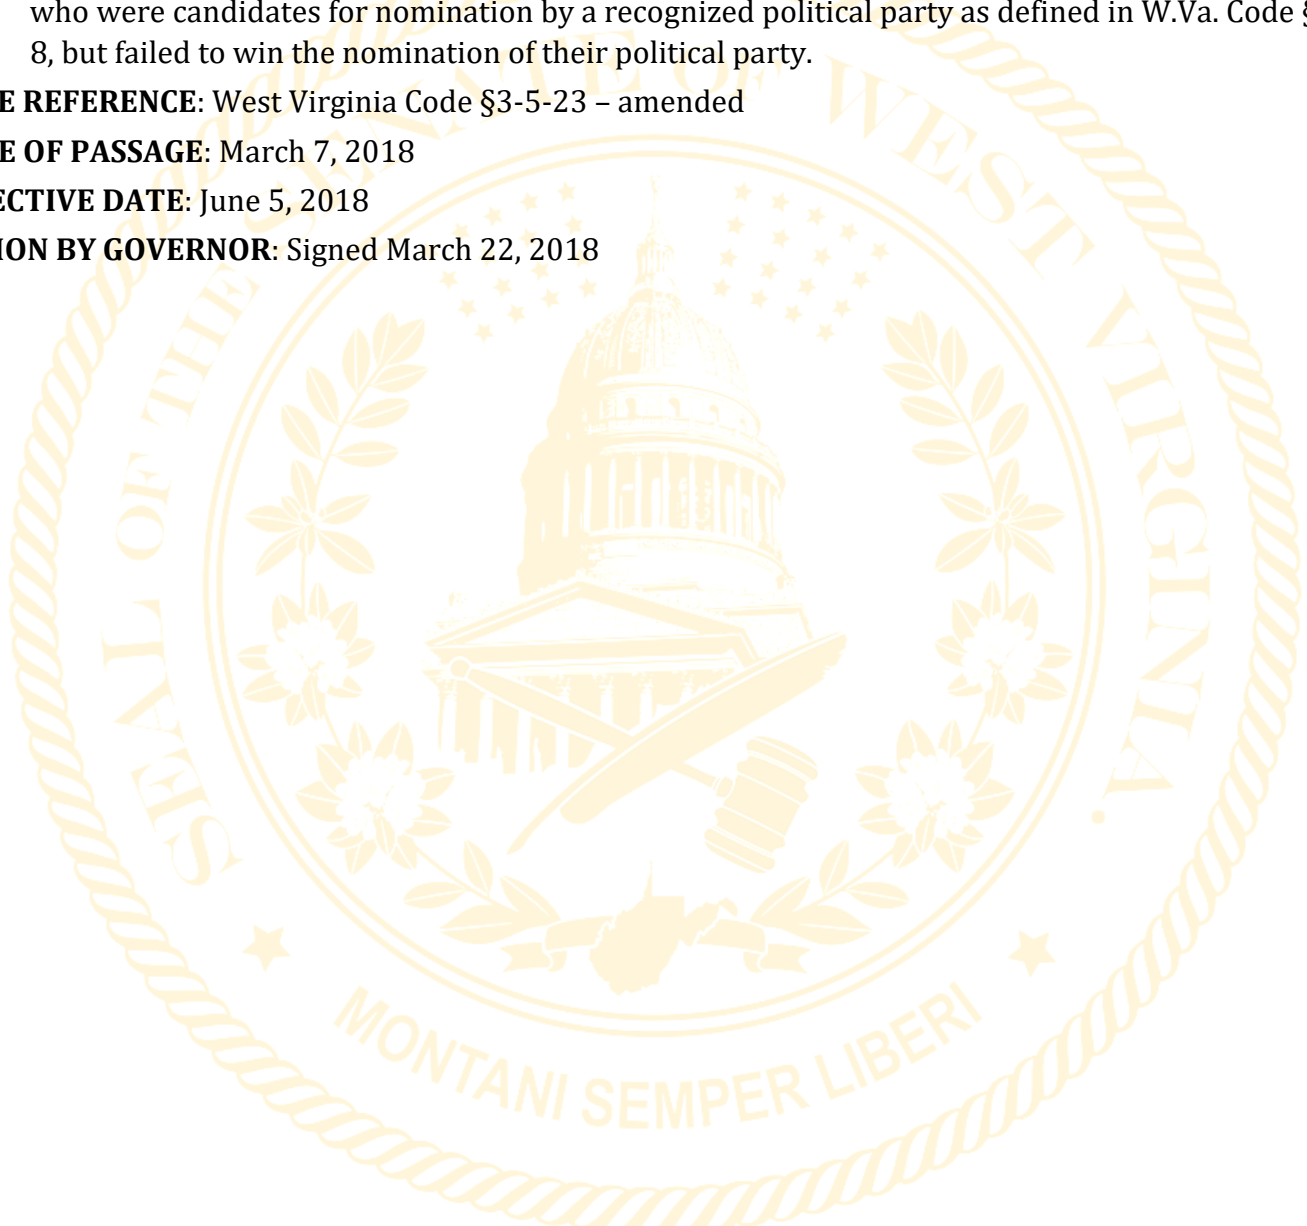 who were candidates for nomination by a recognized political party as defined in W.Va. Code §
8, but failed to win the nomination of their political party.
E REFERENCE: West Virginia Code §3-5-23 – amended
E OF PASSAGE: March 7, 2018
ECTIVE DATE: June 5, 2018
ION BY GOVERNOR: Signed March 22, 2018
SEAL OF THE SENATE OF WEST VIRGINIA.
MONTANI SEMPER LIBERI